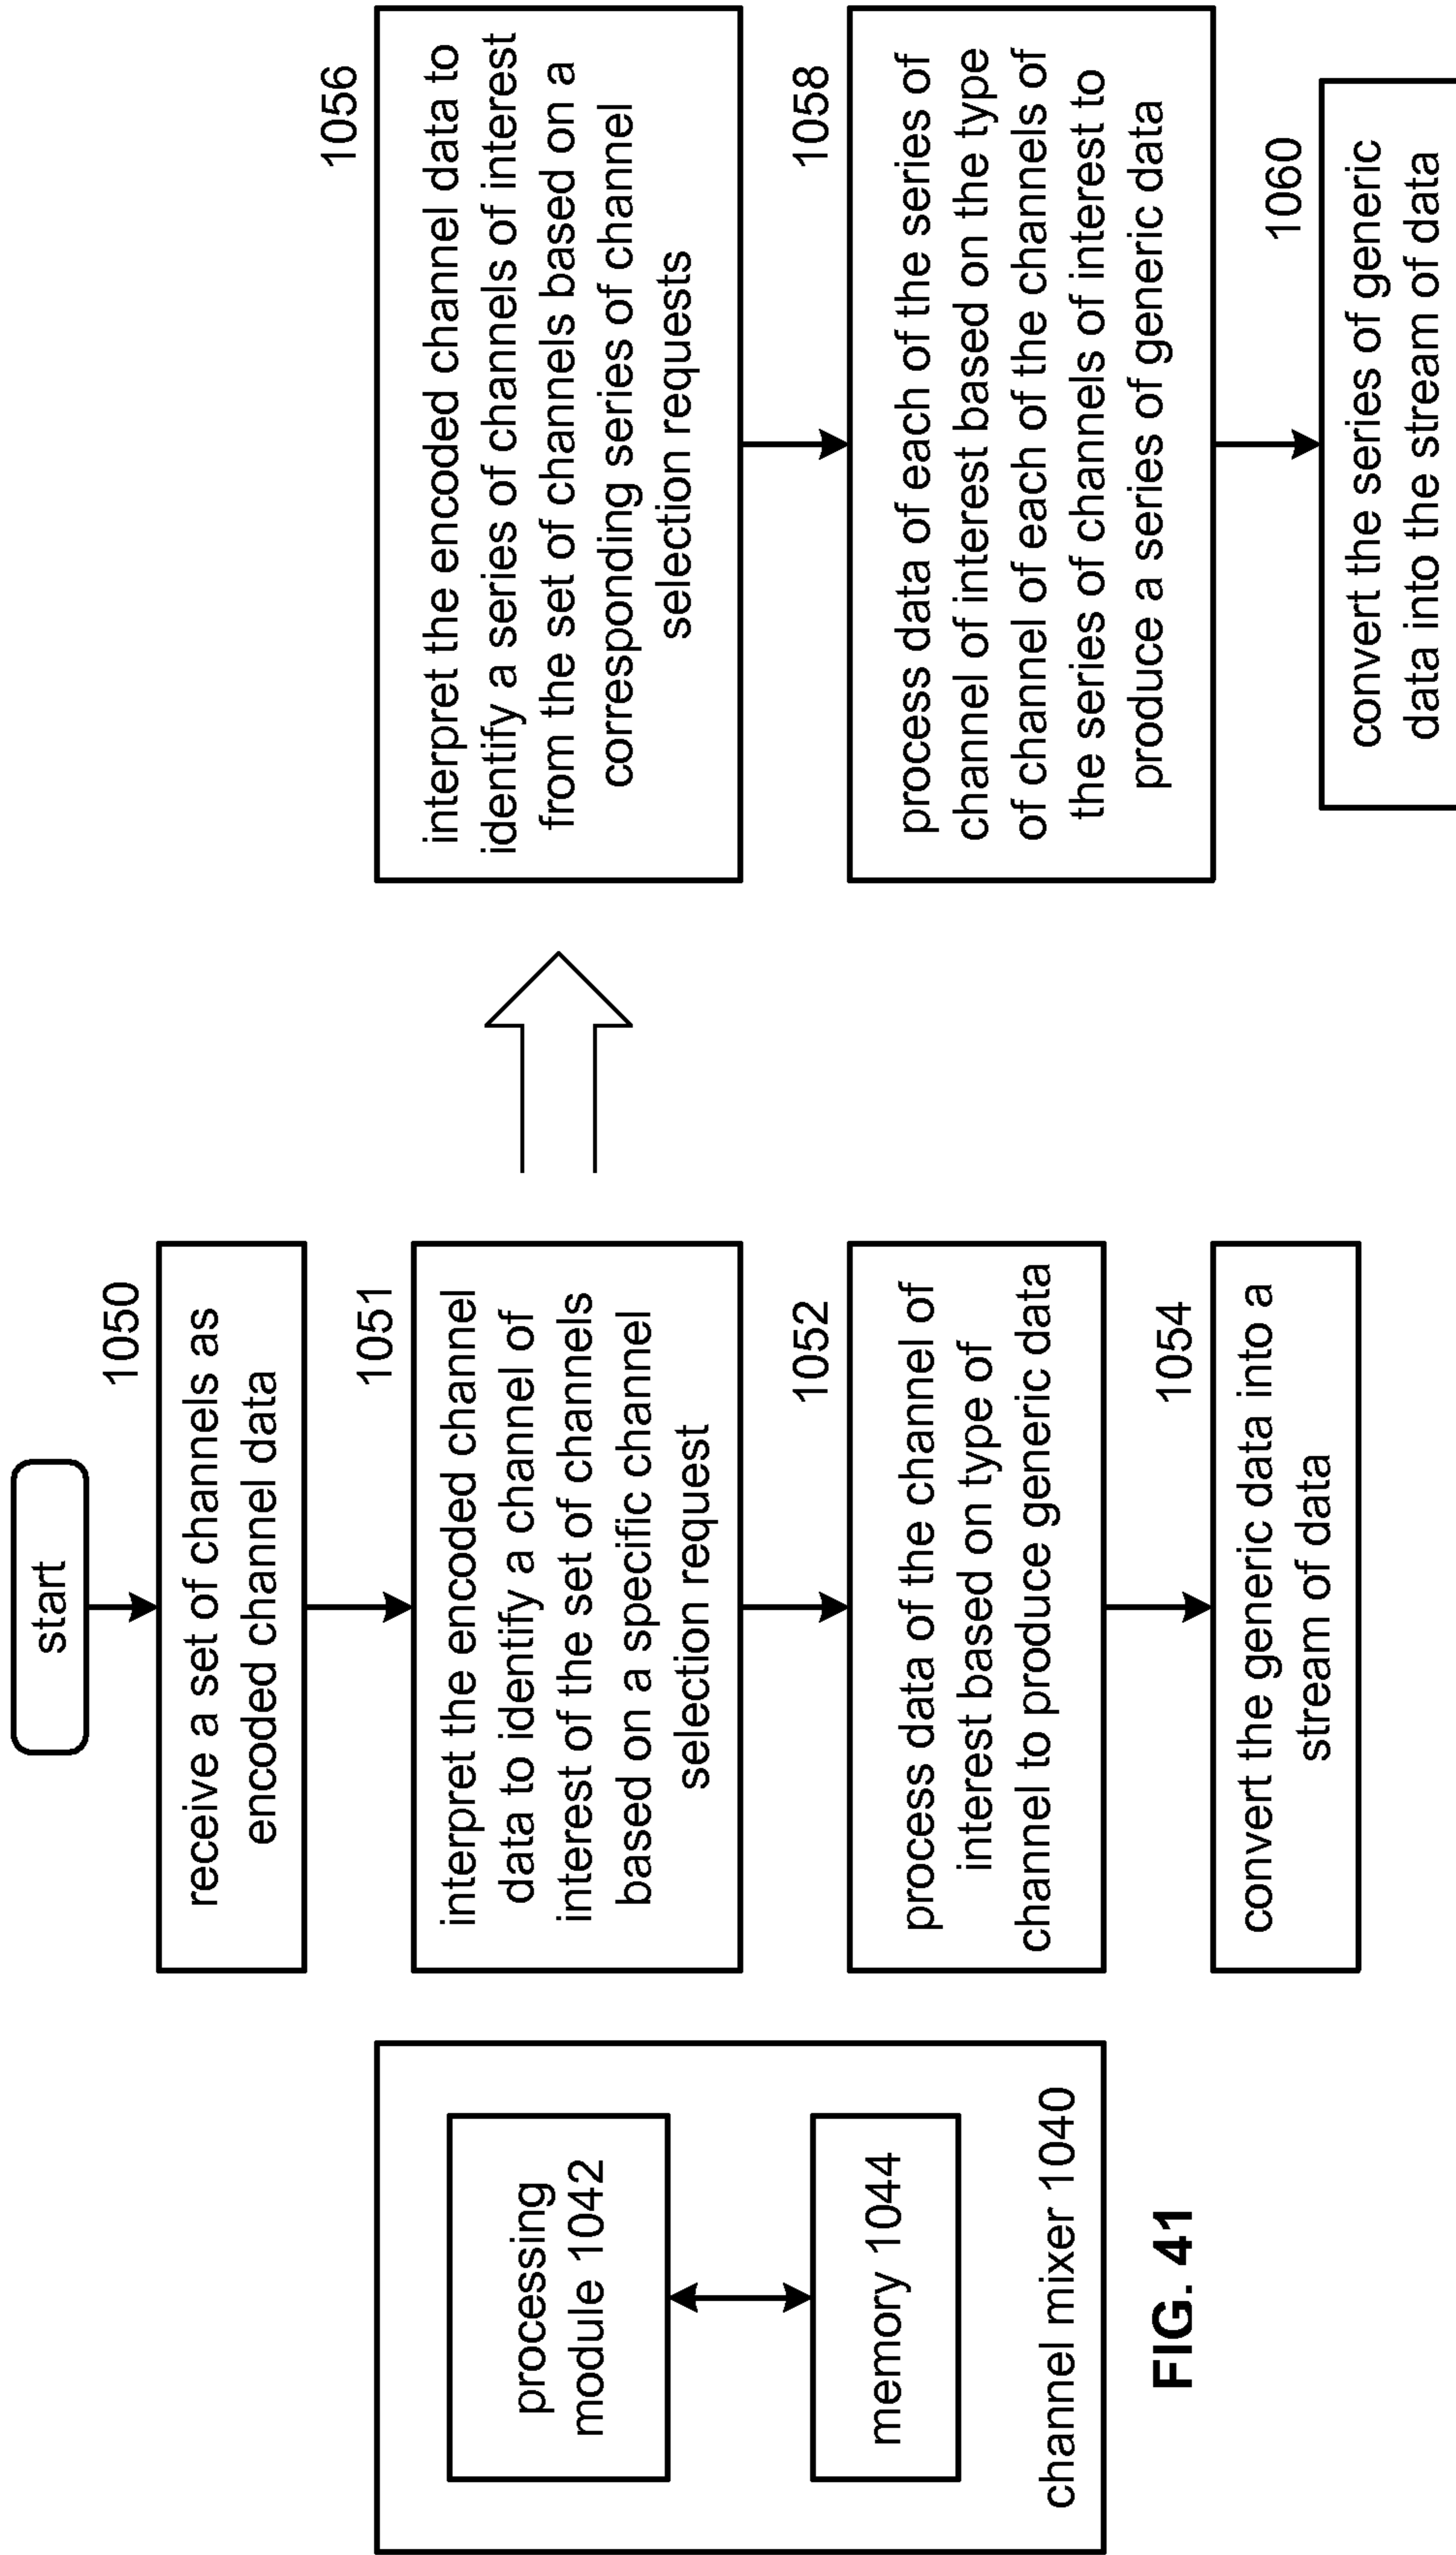 processing
module 1042
memory 1044
channel mixer 1040
FIG. 41
start
1050
receive a set of channels as
encoded channel data
1051
interpret the encoded channel
data to identify a channel of
interest of the set of channels
based on a specific channel
selection request
1052
process data of the channel of
interest based on type of
channel to produce generic data
1054
convert the generic data into a
stream of data
1056
interpret the encoded channel data to
identify a series of channels of interest
from the set of channels based on a
corresponding series of channel
selection requests
1058
process data of each of the series of
channel of interest based on the type
of channel of each of the channels of
the series of channels of interest to
produce a series of generic data
1060
convert the series of generic
data into the stream of data